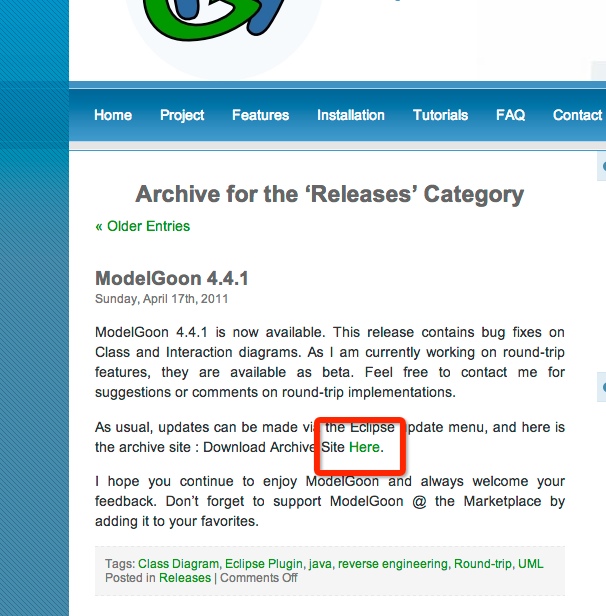 Home Project Features Installation Tutorials FAQ Contact
Archive for the ‘Releases’ Category
« Older Entries
ModelGoon 4.4.1
Sunday, April 17th, 2011
ModelGoon 4.4.1 is now available. This release contains bug fixes on
Class and Interaction diagrams. As I am currently working on round-trip
features, they are available as beta. Feel free to contact me for
suggestions or comments on round-trip implementations.
As usual, updates can be made via the Eclipse update menu, and here is
the archive site : Download Archive Site Here.
I hope you continue to enjoy ModelGoon and always welcome your
feedback. Don’t forget to support ModelGoon @ the Marketplace by
adding it to your favorites.
Tags: Class Diagram, Eclipse Plugin, java, reverse engineering, Round-trip, UML
Posted in Releases | Comments Off